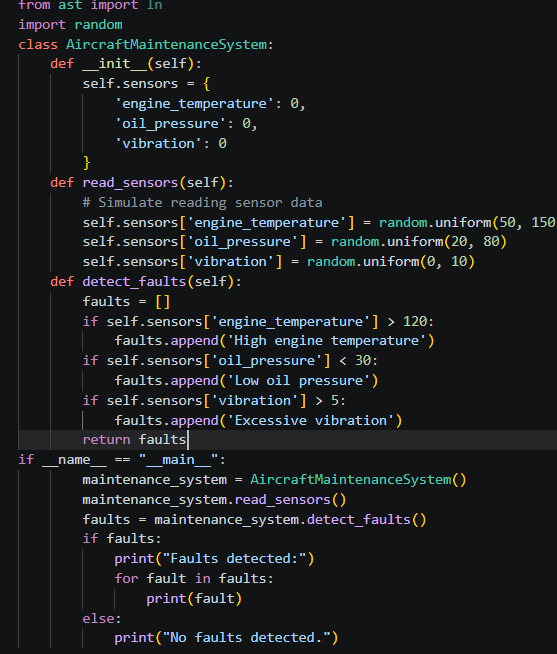 from ast import In
import random
class AircraftMaintenanceSystem:
    def __init__(self):
        self.sensors = {
            'engine_temperature': 0,
            'oil_pressure': 0,
            'vibration': 0
        }
    def read_sensors(self):
        # Simulate reading sensor data
        self.sensors['engine_temperature'] = random.uniform(50, 150
        self.sensors['oil_pressure'] = random.uniform(20, 80)
        self.sensors['vibration'] = random.uniform(0, 10)
    def detect_faults(self):
        faults = []
        if self.sensors['engine_temperature'] > 120:
            faults.append('High engine temperature')
        if self.sensors['oil_pressure'] < 30:
            faults.append('Low oil pressure')
        if self.sensors['vibration'] > 5:
            faults.append('Excessive vibration')
        return faults
if __name__ == "__main__":
        maintenance_system = AircraftMaintenanceSystem()
        maintenance_system.read_sensors()
        faults = maintenance_system.detect_faults()
        if faults:
            print("Faults detected:")
            for fault in faults:
                print(fault)
        else:
            print("No faults detected.")